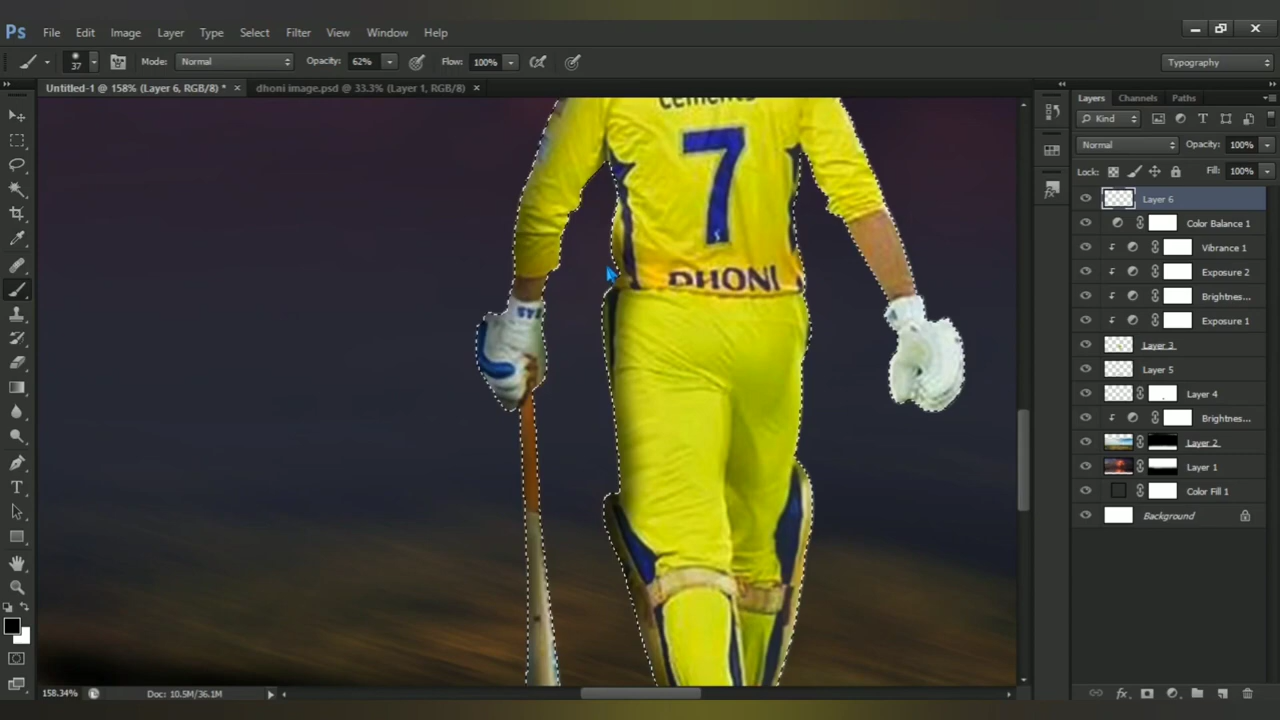 Ps File Edit Image Layer Type Select Filter View Window Help
37 Mode: Normal Opacity: 62% Flow: 100% Typography
Untitled-1 @ 158% (Layer 6, RGB/8) * × dhoni image.psd @ 33.3% (Layer 1, RGB/8) ×
Layers Channels Paths
Kind
Normal Opacity: 100%
Lock: Fill: 100%
Layer 6
Color Balance 1
Vibrance 1
Exposure 2
Brightnes...
Exposure 1
Layer 3
Layer 5
Layer 4
Brightnes...
Layer 2
Layer 1
Color Fill 1
Background
cements
7
DHONI
SAS
158.34% Doc: 10.5M/36.1M